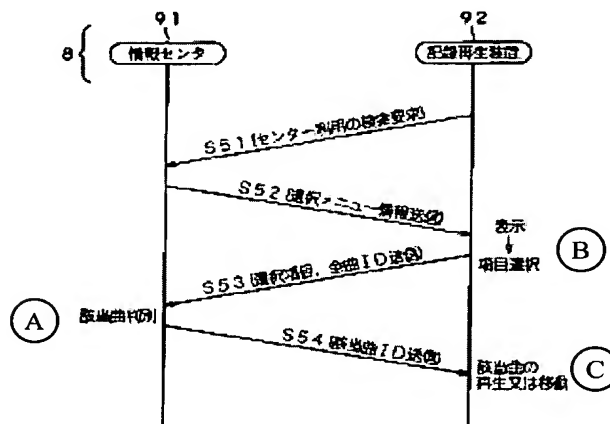 91
92
8
情報センタ
記録再生装置
S51(センター利用の検索要求)
S52(選択メニュー情報送信)
表示
項目選択
B
S53(選択項目、全曲ID送信)
A
該当曲判別
S54(該当曲ID送信)
該当曲の
再生又は移動
C